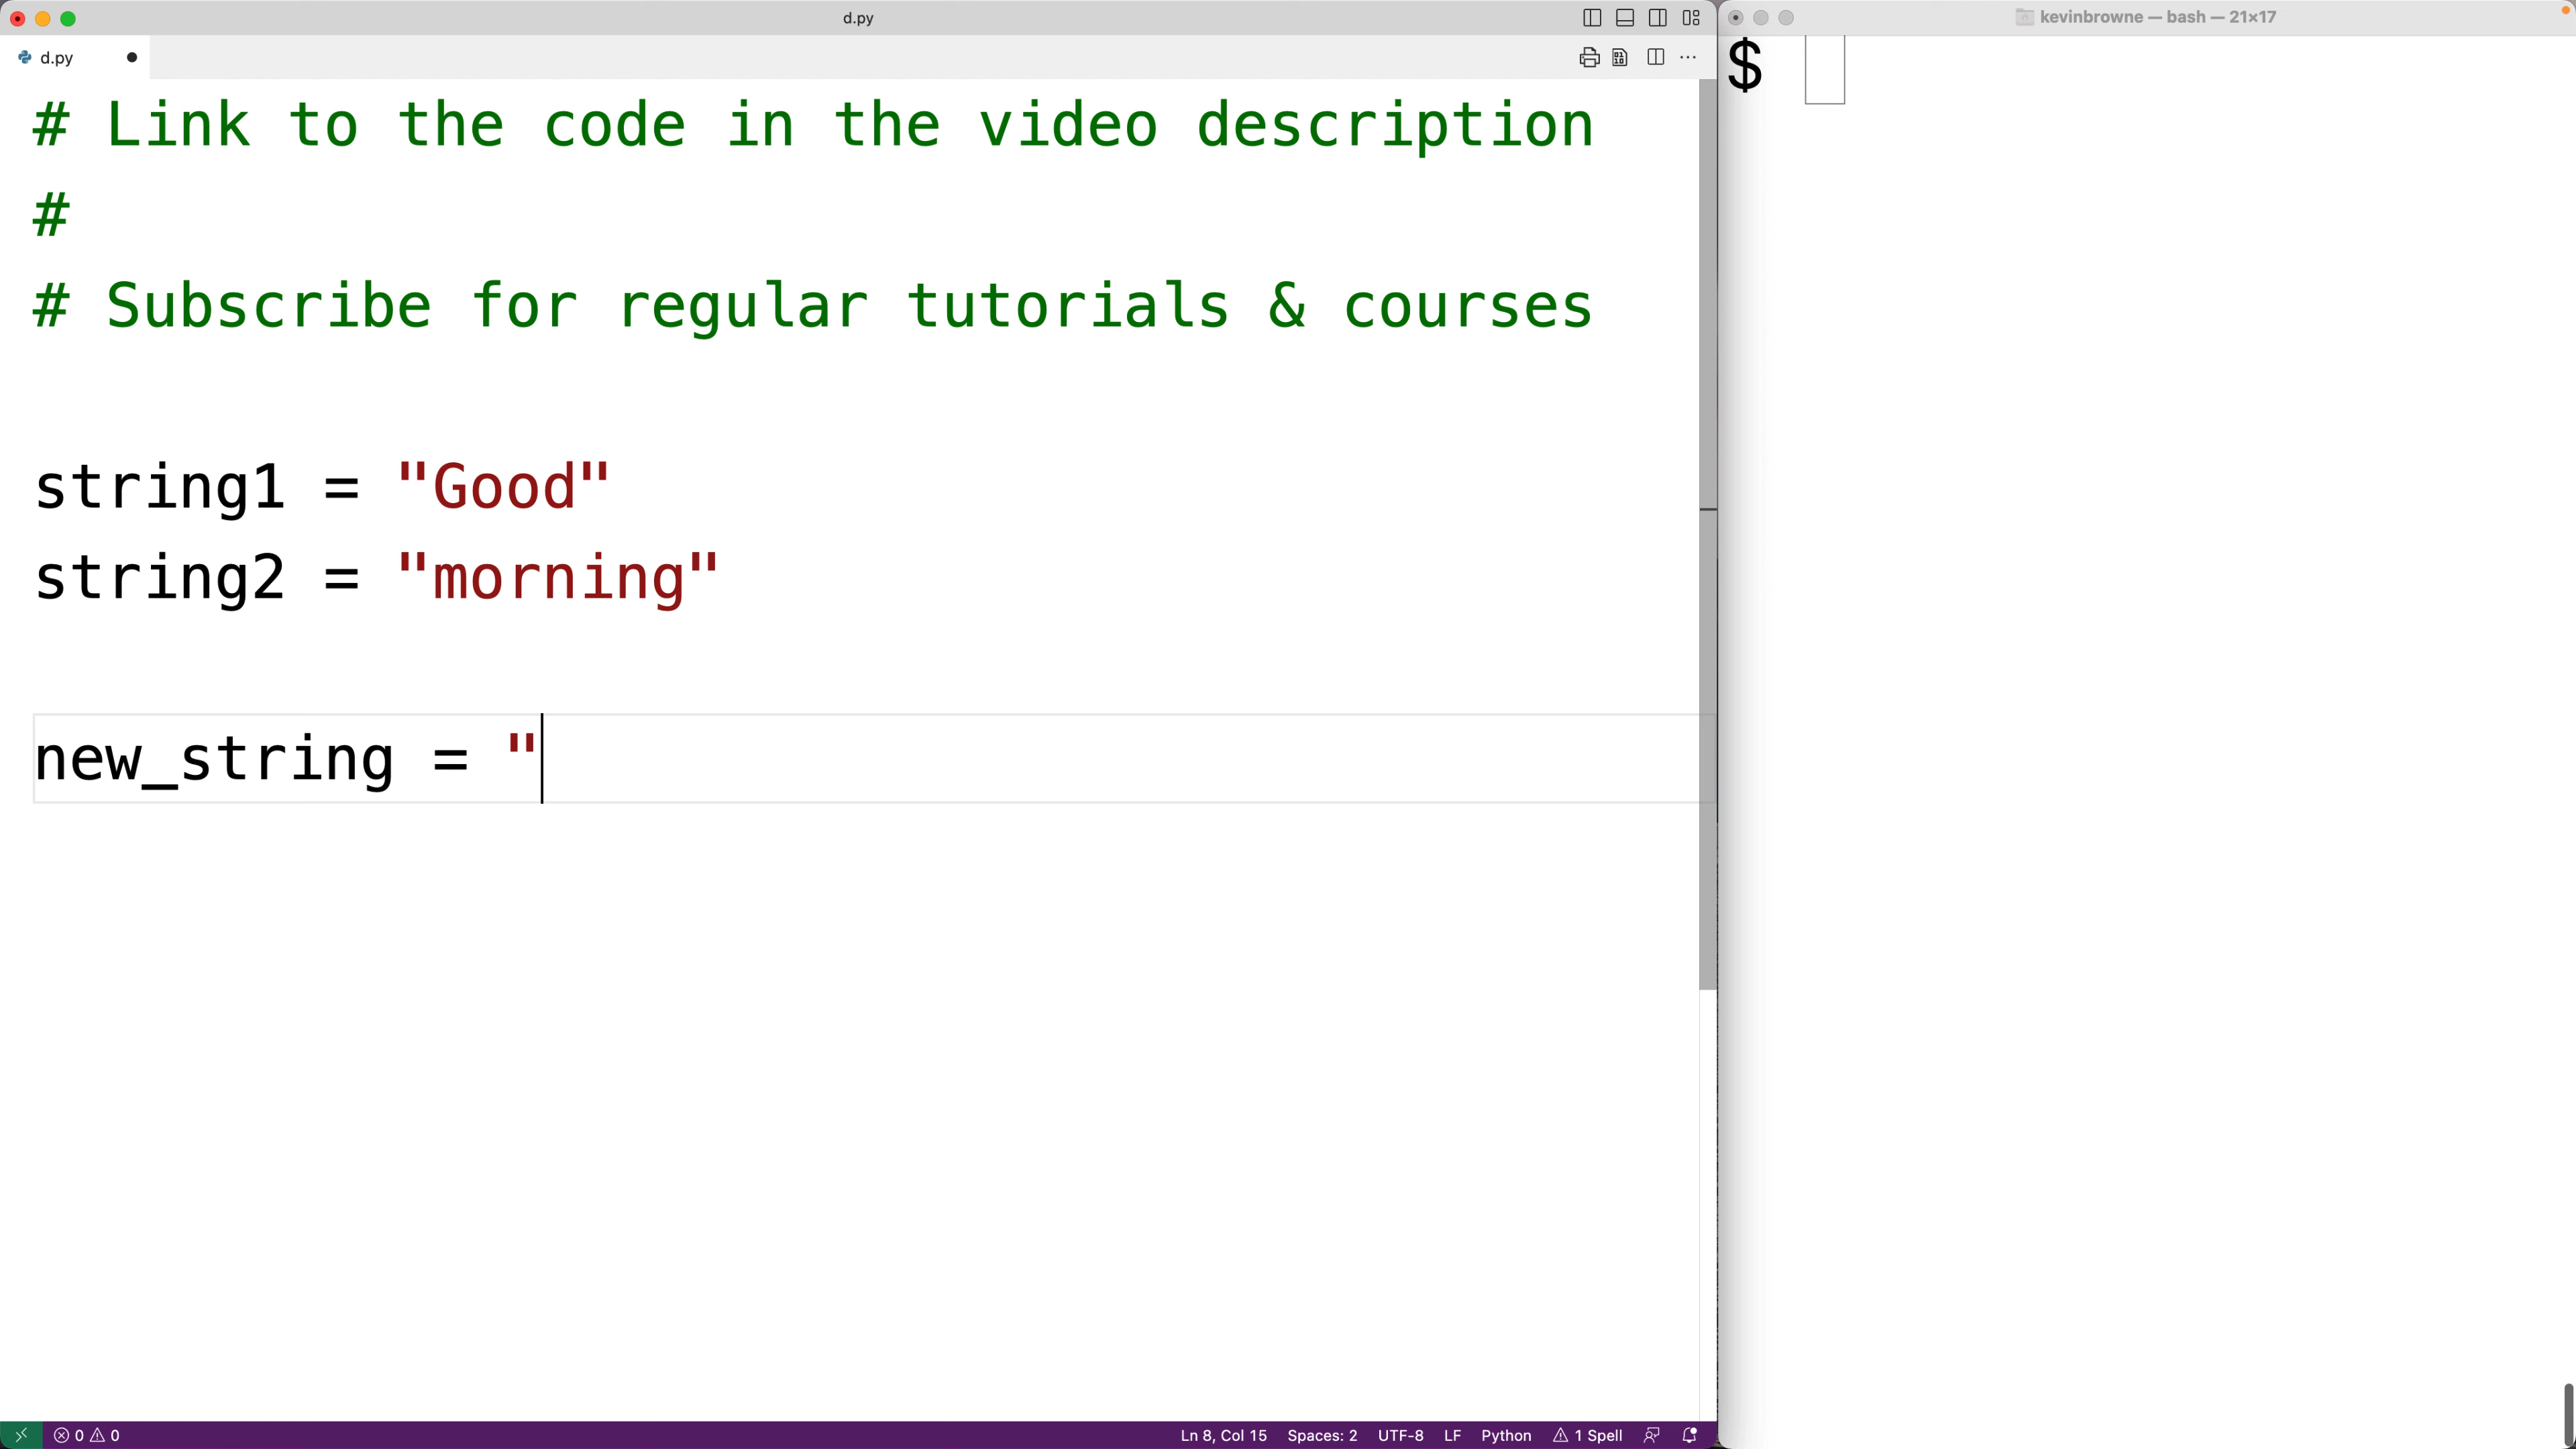 d.py
kevinbrowne — bash — 21×17
d.py
$
# Link to the code in the video description
#
# Subscribe for regular tutorials & courses
string1 = "Good"
string2 = "morning"
new_string = "
0 0 Ln 8, Col 15 Spaces: 2 UTF-8 LF Python 1 Spell